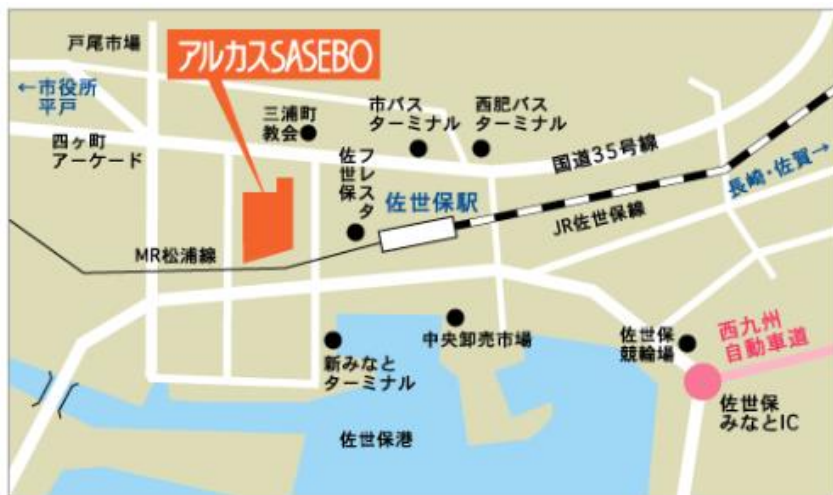 戸尾市場
アルカスSASEBO
←市役所
平戸
三浦町
教会
市バス
ターミナル
西肥バス
ターミナル
四ヶ町
アーケード
国道35号線
フレスタ
佐世保
佐世保駅
長崎・佐賀→
JR佐世保線
MR松浦線
中央卸売市場
佐世保
競輪場
西九州
自動車道
新みなと
ターミナル
佐世保
みなとIC
佐世保港